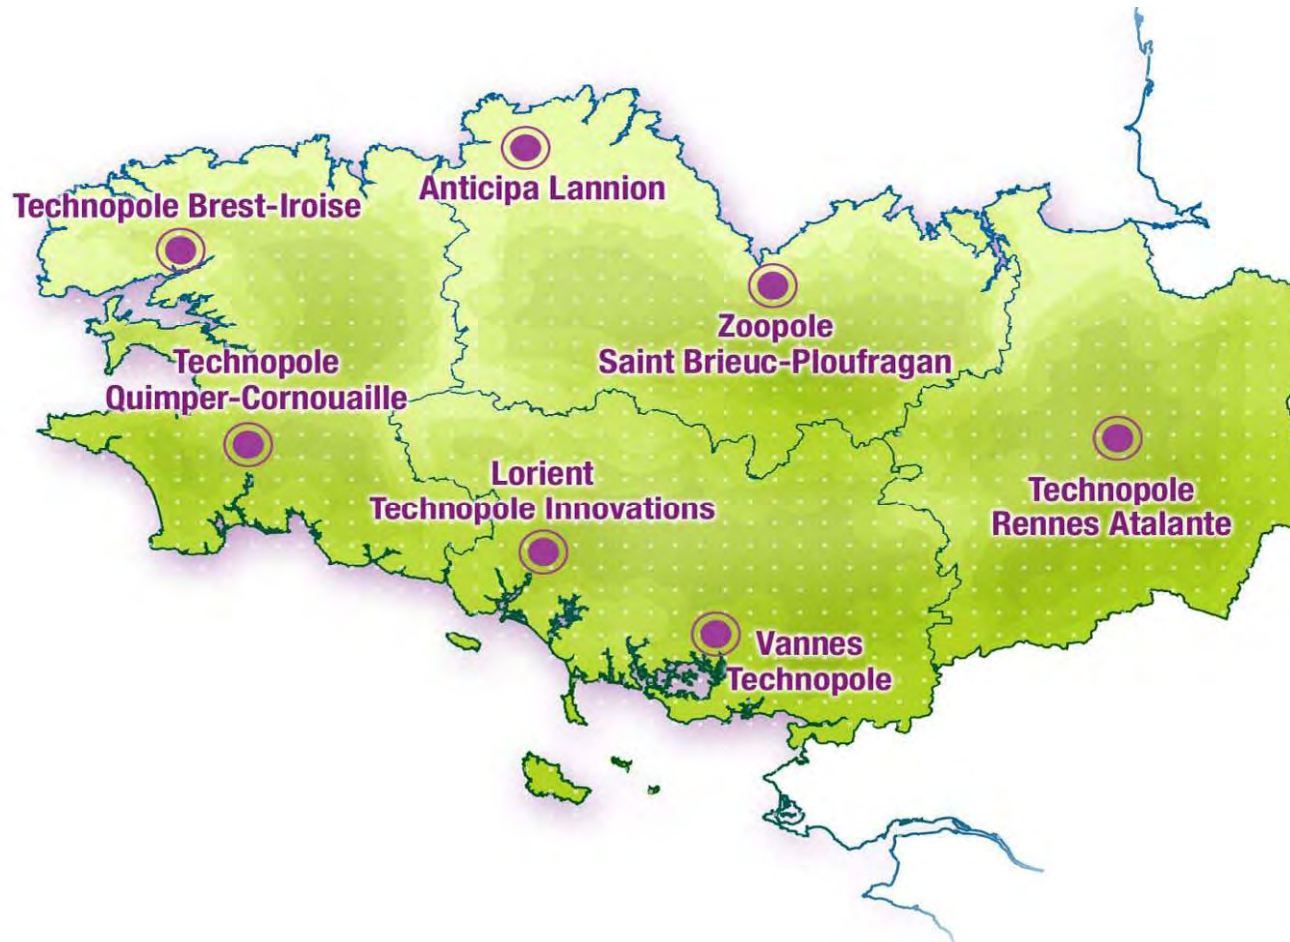 Anticipa Lannion
Technopole Brest-Iroise
Zoopole
Saint Brieuc-Ploufragan
Technopole
Quimper-Cornouaille
Lorient
Technopole Innovations
Technopole
Rennes Atalante
Vannes
Technopole